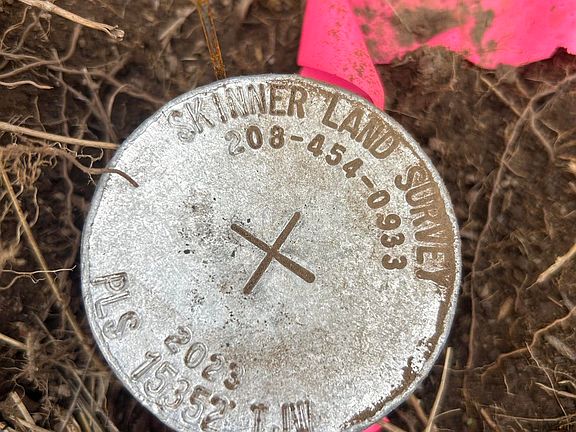 SKINNER LAND SURVEY
208-454-0933
2023
PLS 15352 T.W.